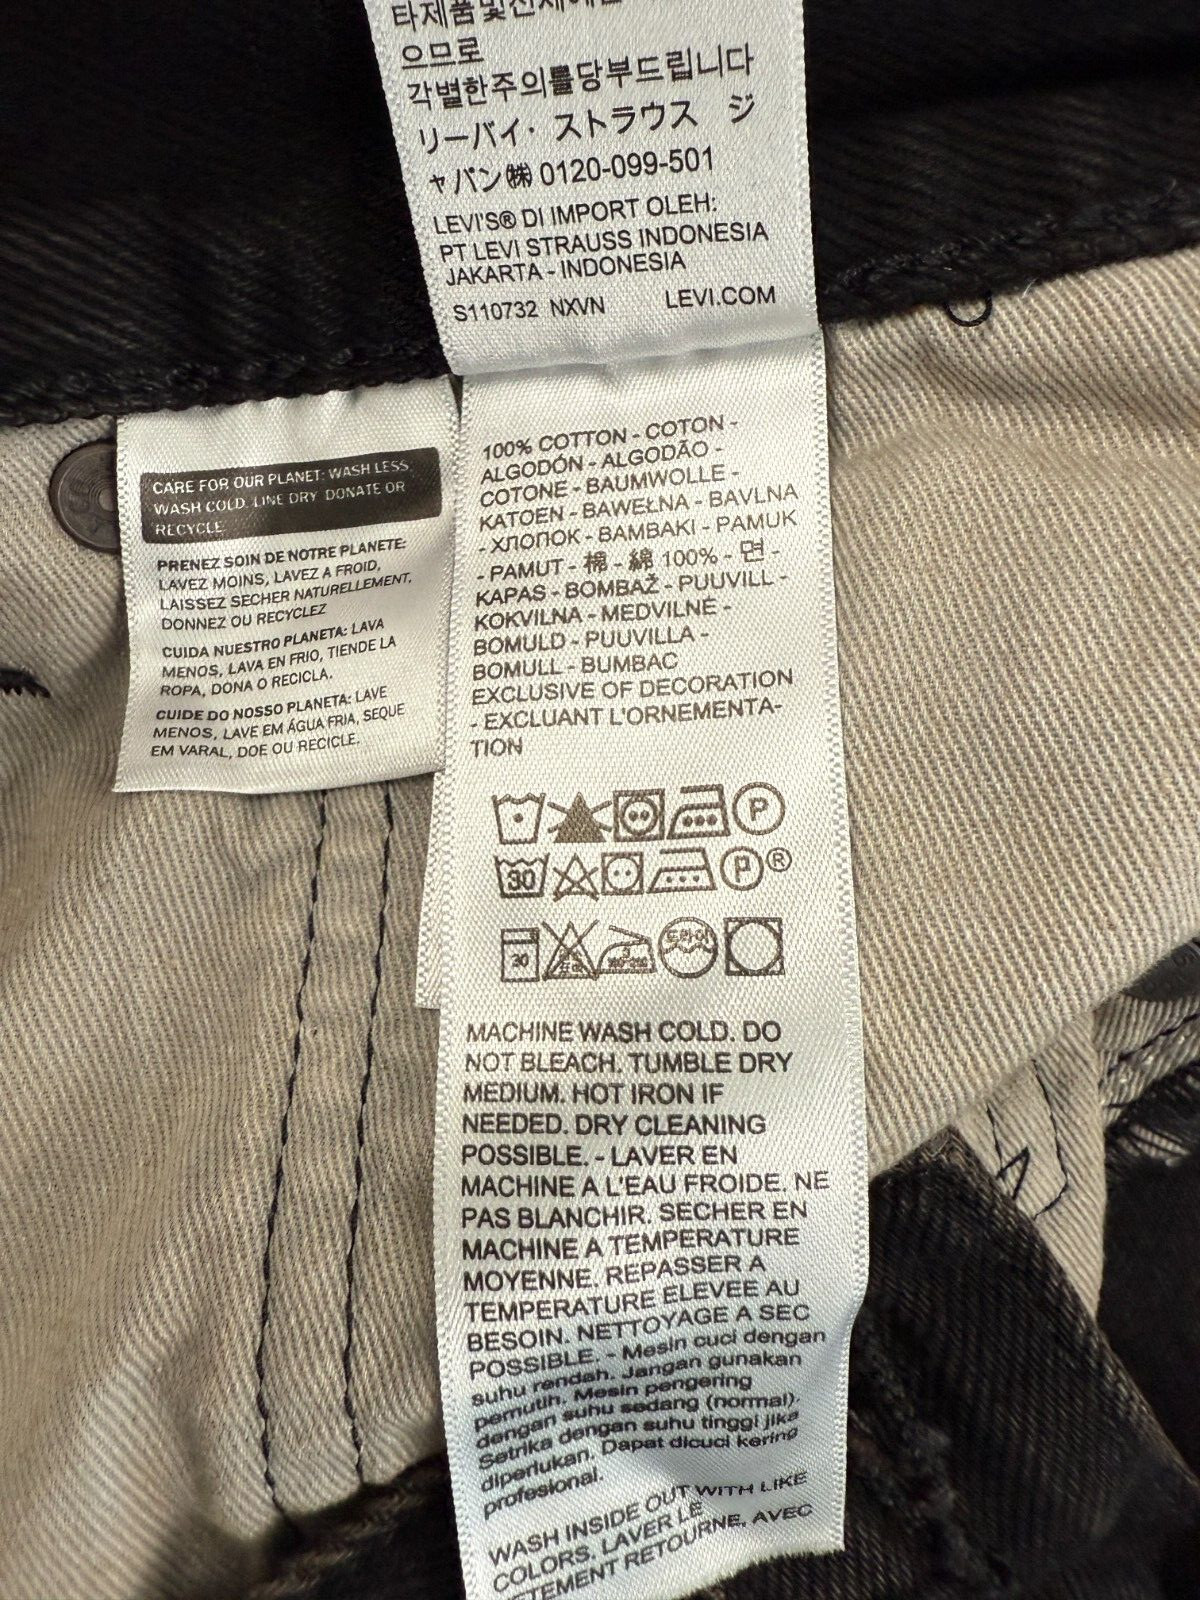 타제품및신체에는
으므로
각별한주의를당부드립니다
リーバイ・ストラウス ジ
ャパン㈱ 0120-099-501
LEVI'S® DI IMPORT OLEH:
PT LEVI STRAUSS INDONESIA
JAKARTA - INDONESIA
S110732 NXVN LEVI.COM
CARE FOR OUR PLANET: WASH LESS,
WASH COLD, LINE DRY, DONATE OR
RECYCLE.
PRENEZ SOIN DE NOTRE PLANETE:
LAVEZ MOINS, LAVEZ A FROID,
LAISSEZ SECHER NATURELLEMENT,
DONNEZ OU RECYCLEZ
CUIDA NUESTRO PLANETA: LAVA
MENOS, LAVA EN FRIO, TIENDE LA
ROPA, DONA O RECICLA.
CUIDE DO NOSSO PLANETA: LAVE
MENOS, LAVE EM ÁGUA FRIA, SEQUE
EM VARAL, DOE OU RECICLE.
100% COTTON - COTON -
ALGODÓN - ALGODÃO -
COTONE - BAUMWOLLE -
KATOEN - BAWEŁNA - BAVLNA
- ХЛОПОК - BAMBAKI - PAMUK
- PAMUT - 棉 - 綿 100% - 면 -
KAPAS - BOMBAŽ - PUUVILL -
KOKVILNA - MEDVILNĖ -
BOMULD - PUUVILLA -
BOMULL - BUMBAC
EXCLUSIVE OF DECORATION
- EXCLUANT L'ORNEMENTA-
TION
P
30 P®
30 드라이
MACHINE WASH COLD. DO
NOT BLEACH. TUMBLE DRY
MEDIUM. HOT IRON IF
NEEDED. DRY CLEANING
POSSIBLE. - LAVER EN
MACHINE A L'EAU FROIDE. NE
PAS BLANCHIR. SECHER EN
MACHINE A TEMPERATURE
MOYENNE. REPASSER A
TEMPERATURE ELEVEE AU
BESOIN. NETTOYAGE A SEC
POSSIBLE. - Mesin cuci dengan
suhu rendah. Jangan gunakan
pemutih. Mesin pengering
dengan suhu sedang (normal).
Setrika dengan suhu tinggi jika
diperlukan. Dapat dicuci kering
profesional.
WASH INSIDE OUT WITH LIKE
COLORS. LAVER LE
VETEMENT RETOURNE, AVEC